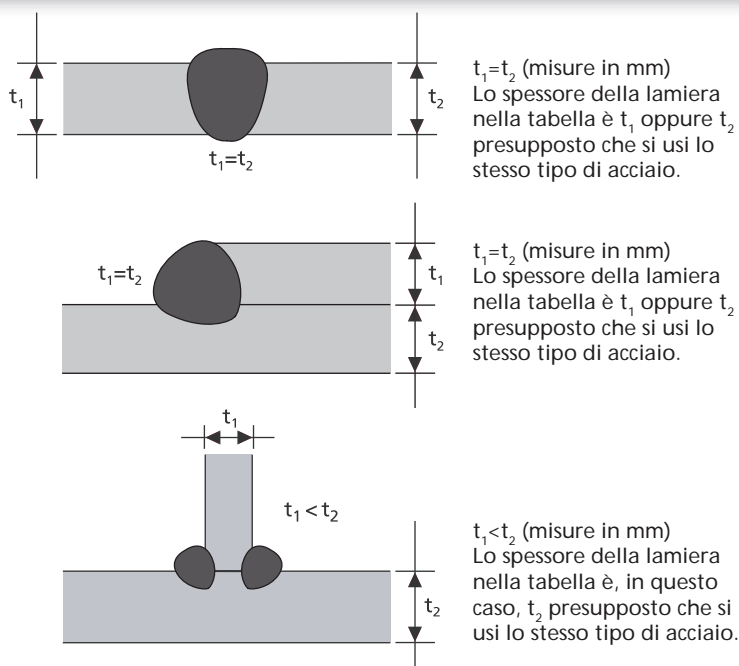 t₁
t₂
t₁=t₂
t₁=t₂ (misure in mm)
Lo spessore della lamiera
nella tabella è t₁ oppure t₂
presupposto che si usi lo
stesso tipo di acciaio.
t₁=t₂
t₁
t₂
t₁=t₂ (misure in mm)
Lo spessore della lamiera
nella tabella è t₁ oppure t₂
presupposto che si usi lo
stesso tipo di acciaio.
t₁
t₁ < t₂
t₂
t₁<t₂ (misure in mm)
Lo spessore della lamiera
nella tabella è, in questo
caso, t₂ presupposto che si
usi lo stesso tipo di acciaio.